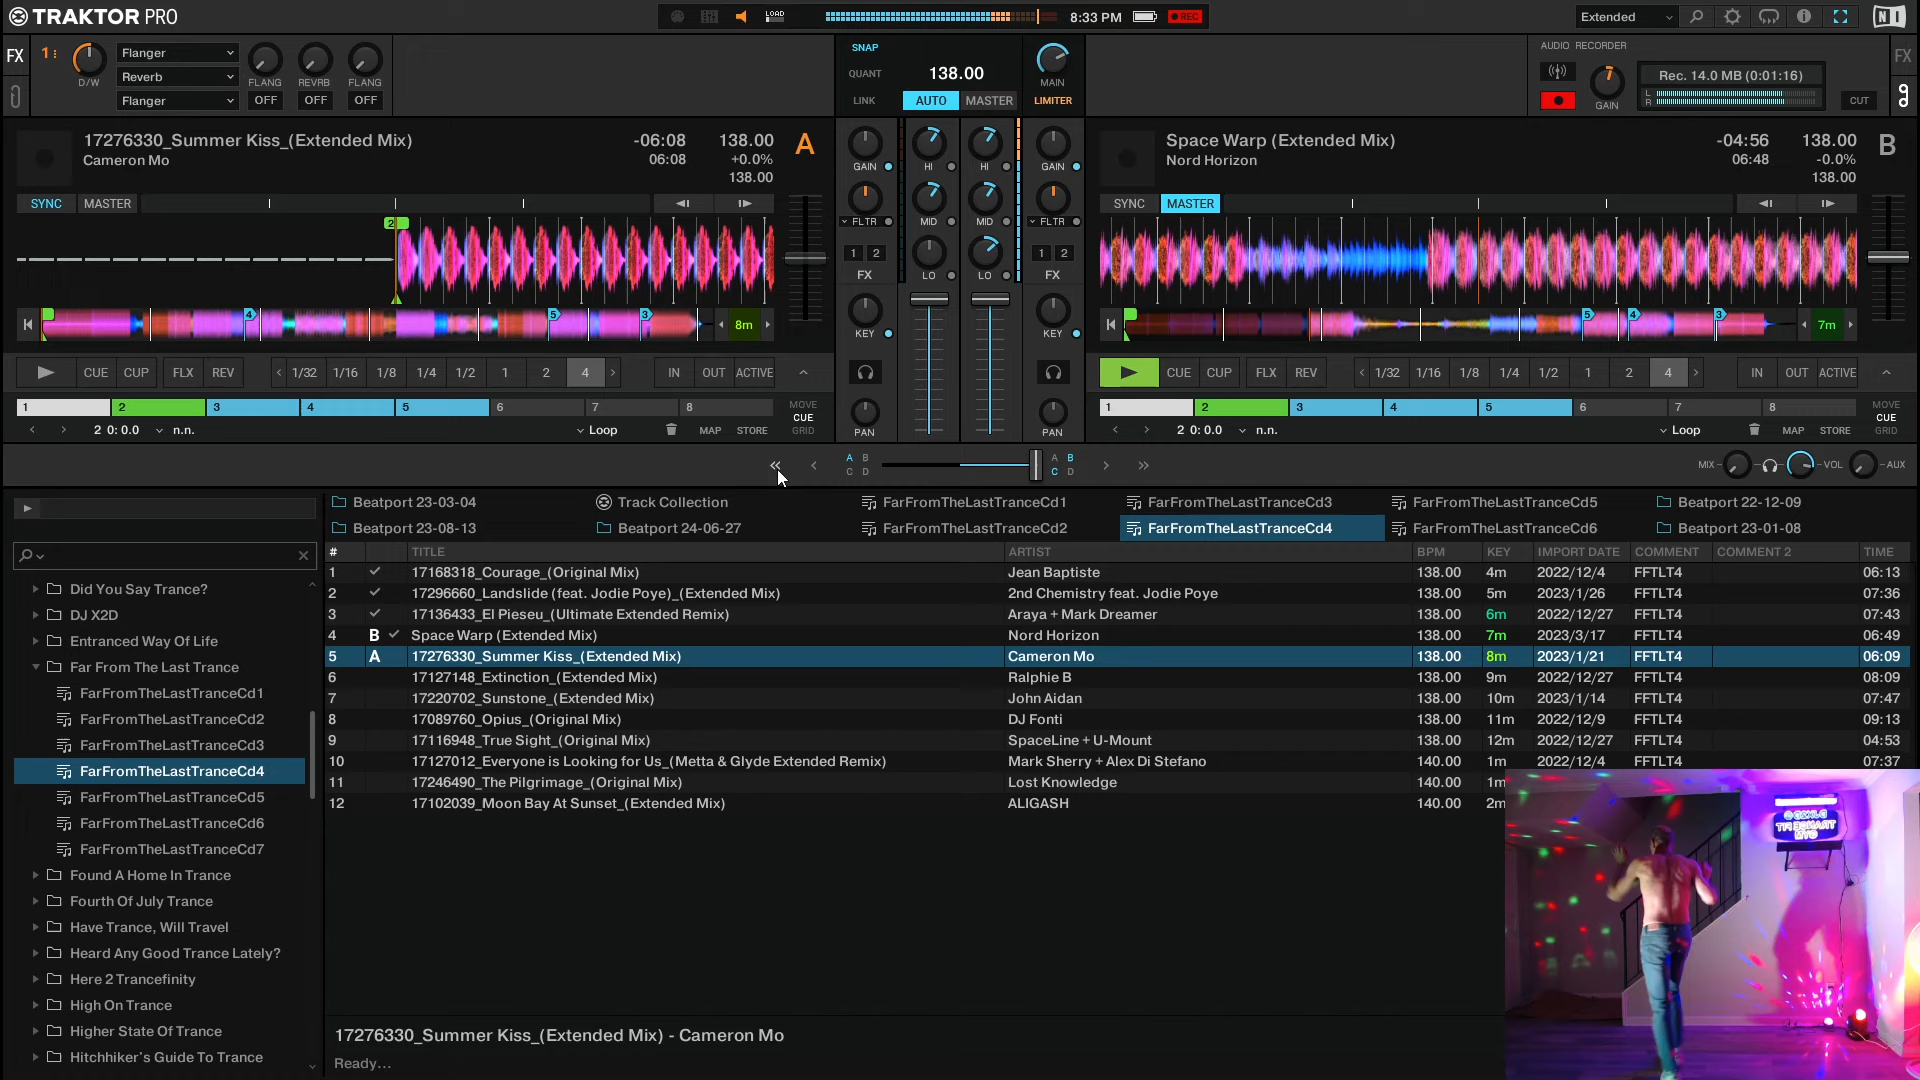 TRAKTOR PRO
LOAD
8:33 PM
REC
Extended
FX
1
D/W
Flanger
Reverb
Flanger
FLANG
REVRB
FLANG
OFF
OFF
OFF
SNAP
QUANT
LINK
138.00
AUTO
MASTER
MAIN
LIMITER
AUDIO RECORDER
GAIN
Rec. 14.0 MB (0:01:16)
L
R
CUT
FX
17276330_Summer Kiss_(Extended Mix)
Cameron Mo
-06:08
06:08
138.00
+0.0%
138.00
A
SYNC
MASTER
2
4
5
3
8m
CUE
CUP
FLX
REV
1/32
1/16
1/8
1/4
1/2
1
2
4
IN
OUT
ACTIVE
1
2
3
4
5
6
7
8
MOVE
CUE
GRID
2 0: 0.0
n.n.
Loop
MAP
STORE
GAIN
HI
HI
GAIN
FLTR
MID
MID
FLTR
1
2
1
2
FX
LO
LO
FX
KEY
KEY
PAN
PAN
Space Warp (Extended Mix)
Nord Horizon
-04:56
06:48
138.00
-0.0%
138.00
B
SYNC
MASTER
5
4
3
7m
CUE
CUP
FLX
REV
1/32
1/16
1/8
1/4
1/2
1
2
4
IN
OUT
ACTIVE
1
2
3
4
5
6
7
8
MOVE
CUE
GRID
2 0: 0.0
n.n.
Loop
MAP
STORE
A B
C D
A B
C D
MIX
VOL
AUX
Beatport 23-03-04
Track Collection
FarFromTheLastTranceCd1
FarFromTheLastTranceCd3
FarFromTheLastTranceCd5
Beatport 22-12-09
Beatport 23-08-13
Beatport 24-06-27
FarFromTheLastTranceCd2
FarFromTheLastTranceCd4
FarFromTheLastTranceCd6
Beatport 23-01-08
Did You Say Trance?
DJ X2D
Entranced Way Of Life
Far From The Last Trance
FarFromTheLastTranceCd1
FarFromTheLastTranceCd2
FarFromTheLastTranceCd3
FarFromTheLastTranceCd4
FarFromTheLastTranceCd5
FarFromTheLastTranceCd6
FarFromTheLastTranceCd7
Found A Home In Trance
Fourth Of July Trance
Have Trance, Will Travel
Heard Any Good Trance Lately?
Here 2 Trancefinity
High On Trance
Higher State Of Trance
Hitchhiker's Guide To Trance
# TITLE ARTIST BPM KEY IMPORT DATE COMMENT COMMENT 2 TIME
1 17168318_Courage_(Original Mix) Jean Baptiste 138.00 4m 2022/12/4 FFTLT4 06:13
2 17296660_Landslide (feat. Jodie Poye)_(Extended Mix) 2nd Chemistry feat. Jodie Poye 138.00 5m 2023/1/26 FFTLT4 07:36
3 17136433_El Pieseu_(Ultimate Extended Remix) Araya + Mark Dreamer 138.00 6m 2022/12/27 FFTLT4 07:43
4 B Space Warp (Extended Mix) Nord Horizon 138.00 7m 2023/3/17 FFTLT4 06:49
5 A 17276330_Summer Kiss_(Extended Mix) Cameron Mo 138.00 8m 2023/1/21 FFTLT4 06:09
6 17127148_Extinction_(Extended Mix) Ralphie B 138.00 9m 2022/12/27 FFTLT4 08:09
7 17220702_Sunstone_(Extended Mix) John Aidan 138.00 10m 2023/1/14 FFTLT4 07:47
8 17089760_Opius_(Original Mix) DJ Fonti 138.00 11m 2022/12/9 FFTLT4 09:13
9 17116948_True Sight_(Original Mix) SpaceLine + U-Mount 138.00 12m 2022/12/27 FFTLT4 04:53
10 17127012_Everyone is Looking for Us_(Metta & Glyde Extended Remix) Mark Sherry + Alex Di Stefano 140.00 1m 2022/12/4 FFTLT4 07:37
11 17246490_The Pilgrimage_(Original Mix) Lost Knowledge 140.00 1m
12 17102039_Moon Bay At Sunset_(Extended Mix) ALIGASH 140.00 2m
17276330_Summer Kiss_(Extended Mix) - Cameron Mo
Ready...